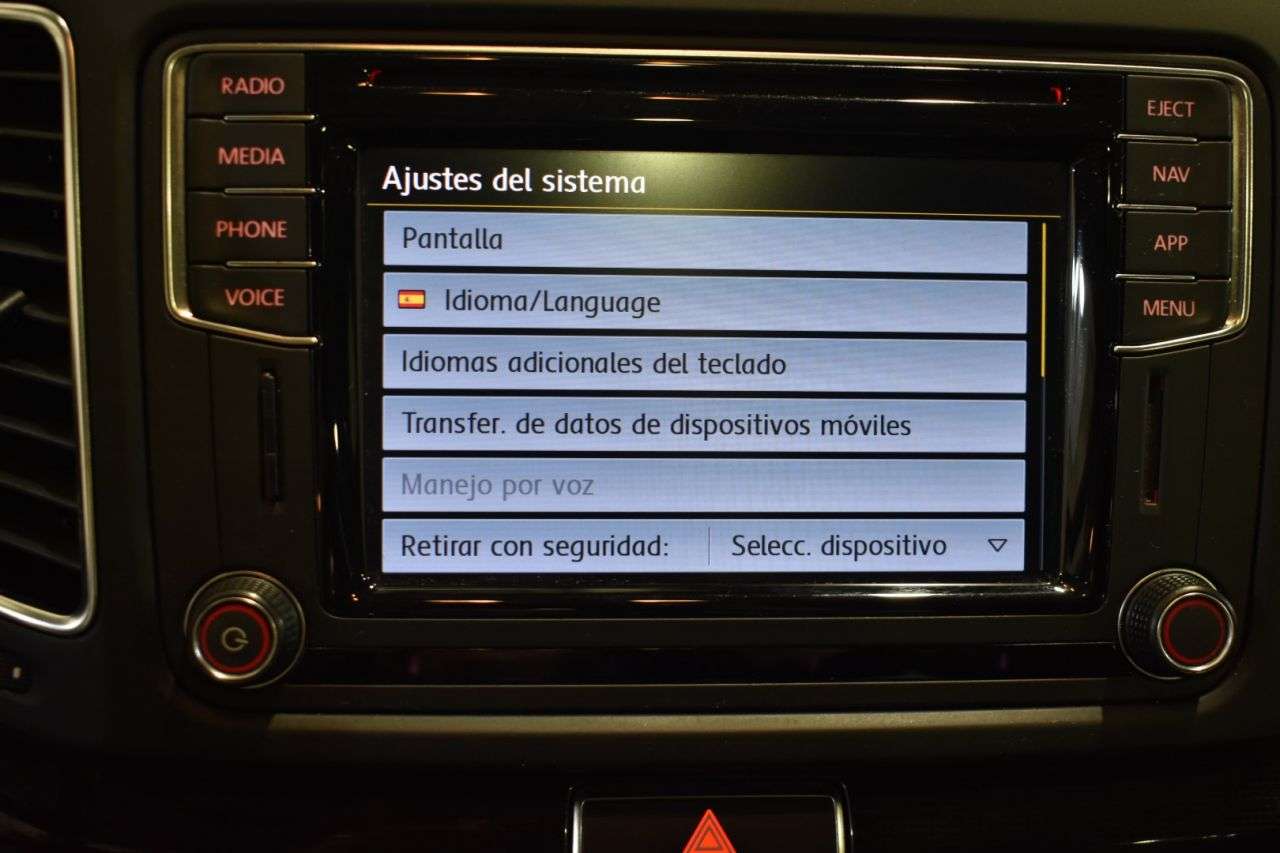 RADIO
MEDIA
PHONE
VOICE
Ajustes del sistema
Pantalla
Idioma/Language
Idiomas adicionales del teclado
Transfer. de datos de dispositivos móviles
Manejo por voz
Retirar con seguridad: Selecc. dispositivo
EJECT
NAV
APP
MENU